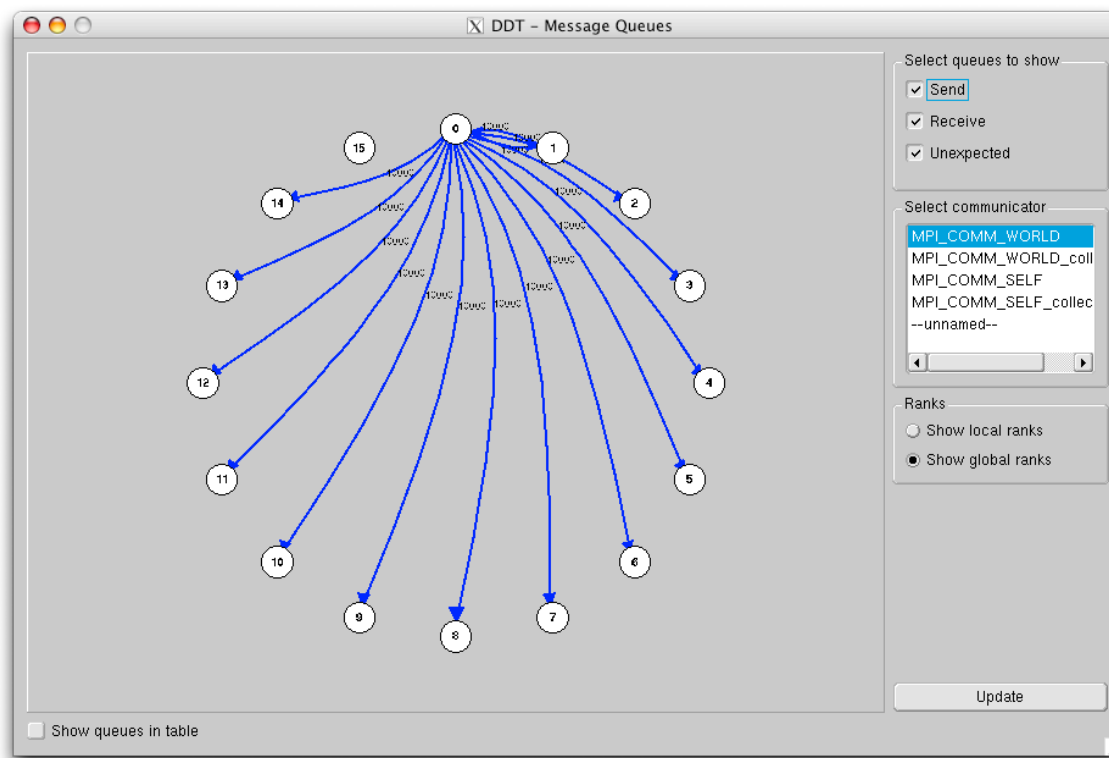 DDT - Message Queues
Select queues to show
Send
Receive
Unexpected
Select communicator
MPI_COMM_WORLD
MPI_COMM_WORLD_coll
MPI_COMM_SELF
MPI_COMM_SELF_collec
--unnamed--
Ranks
Show local ranks
Show global ranks
Update
Show queues in table
0
1
2
3
4
5
6
7
8
9
10
11
12
13
14
15